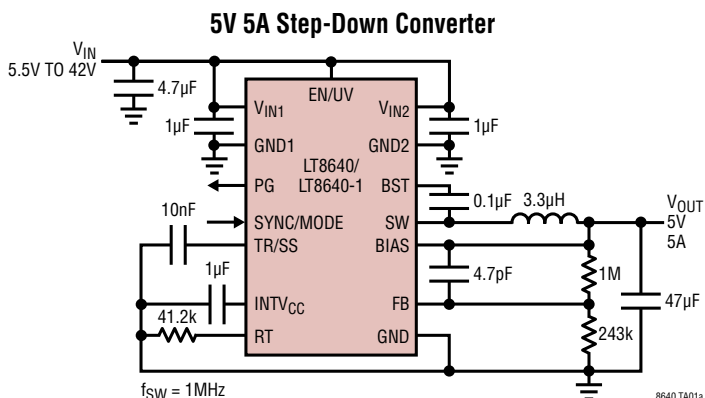 5V 5A Step-Down Converter
VIN
5.5V TO 42V
4.7µF
EN/UV
VIN1
VIN2
1µF
1µF
GND1
GND2
LT8640/
LT8640-1
PG
BST
0.1µF
3.3µH
VOUT
5V
5A
10nF
SYNC/MODE
SW
TR/SS
BIAS
1µF
4.7pF
1M
INTVCC
FB
47µF
41.2k
243k
RT
GND
fSW = 1MHz
8640 TA01a